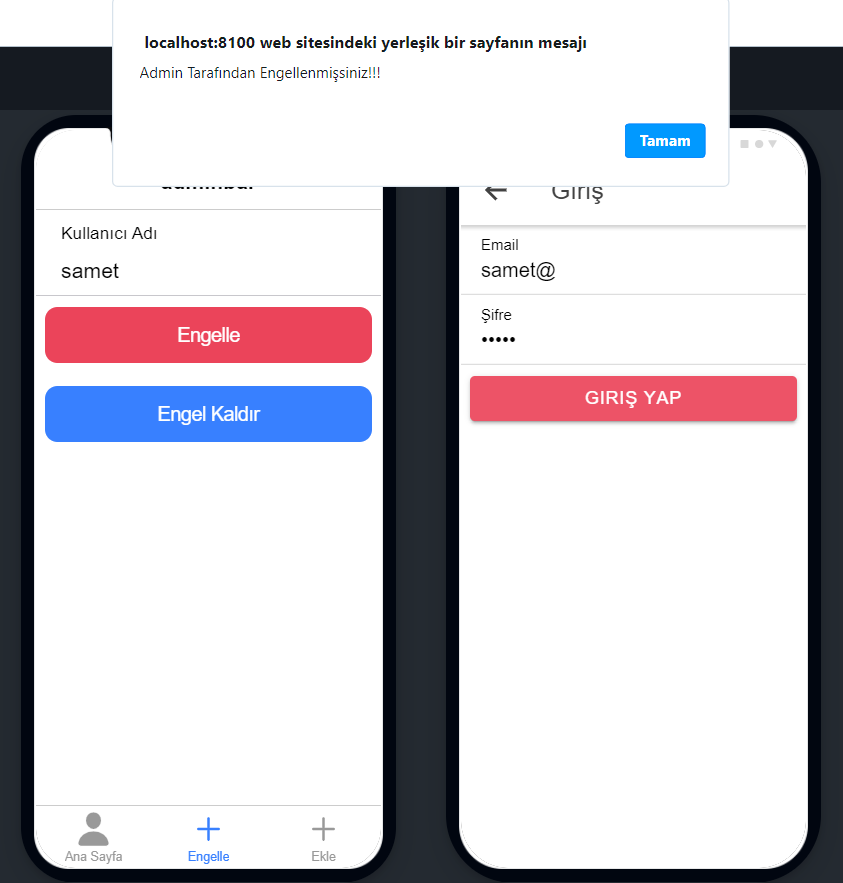 localhost:8100 web sitesindeki yerleşik bir sayfanın mesajı
Admin Tarafından Engellenmişsiniz!!!
Tamam
Kullanıcı Adı
samet
Engelle
Engel Kaldır
Ana Sayfa
Engelle
Ekle
Giriş
Email
samet@
Şifre
•••••
GIRIŞ YAP